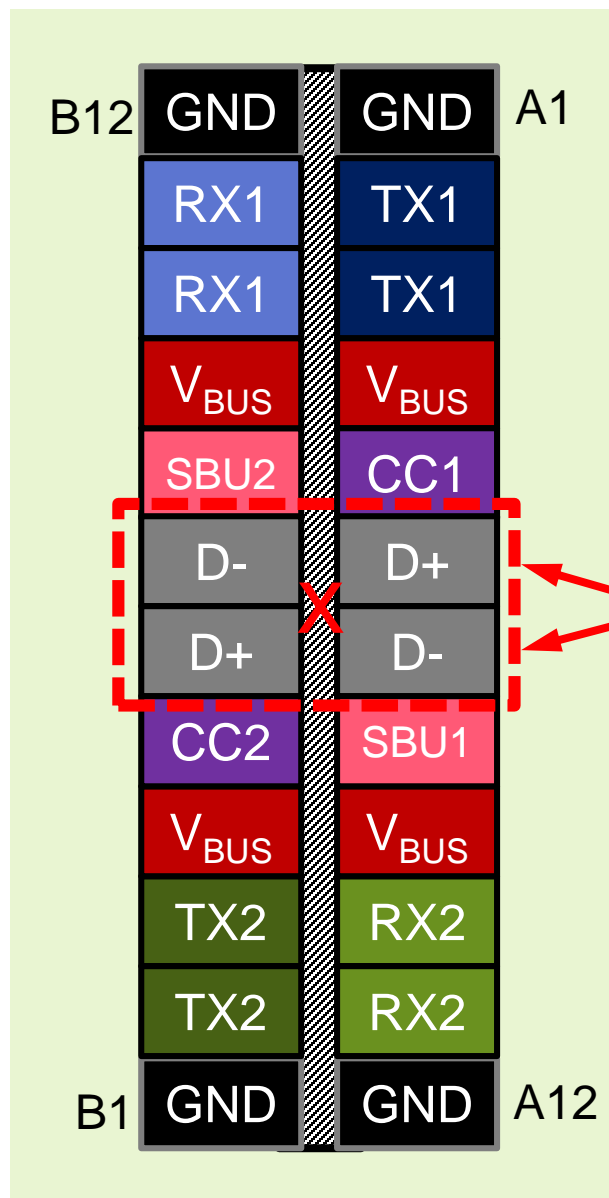 B12 GND GND A1
RX1 TX1
RX1 TX1
VBUS VBUS
SBU2 CC1
D- D+
X
D+ D-
CC2 SBU1
VBUS VBUS
TX2 RX2
TX2 RX2
B1 GND GND A12